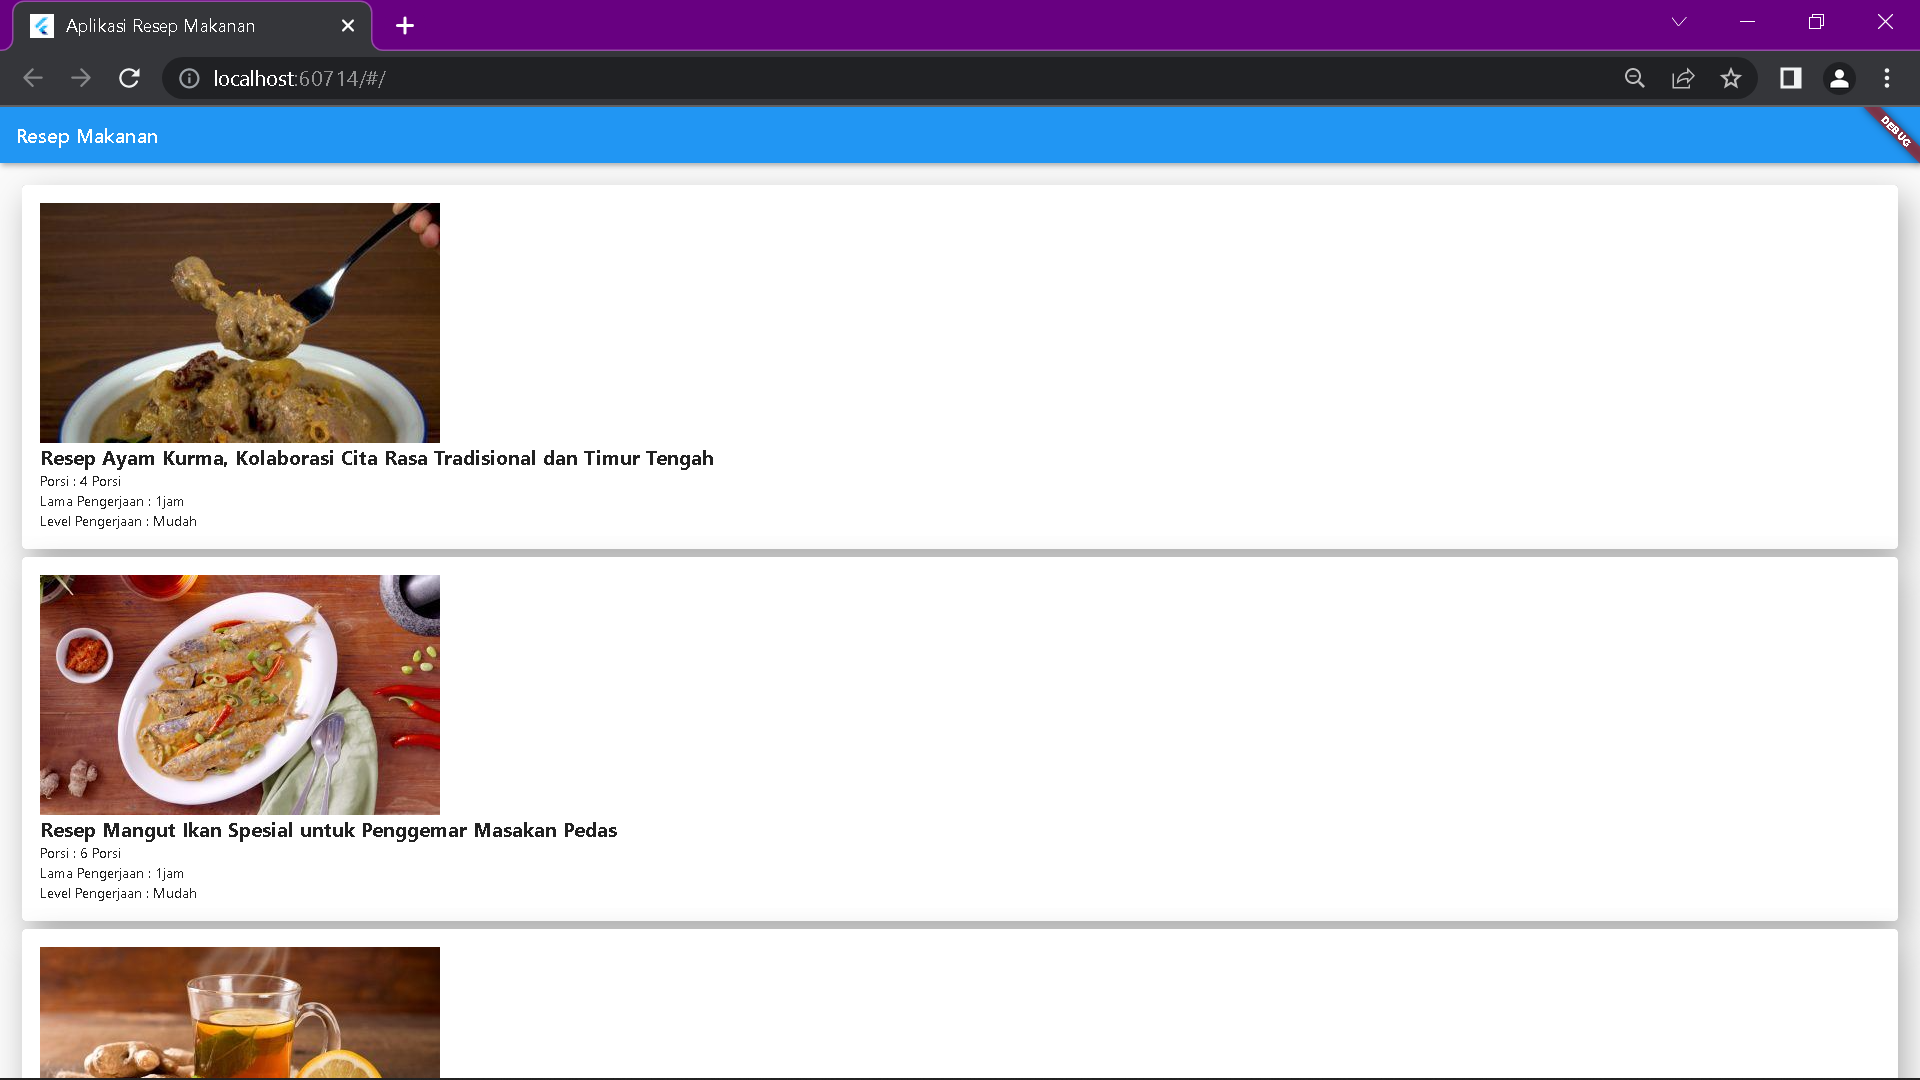 Aplikasi Resep Makanan
localhost:60714/#/
Resep Makanan
DEBUG
Resep Ayam Kurma, Kolaborasi Cita Rasa Tradisional dan Timur Tengah
Porsi : 4 Porsi
Lama Pengerjaan : 1jam
Level Pengerjaan : Mudah
Resep Mangut Ikan Spesial untuk Penggemar Masakan Pedas
Porsi : 6 Porsi
Lama Pengerjaan : 1jam
Level Pengerjaan : Mudah